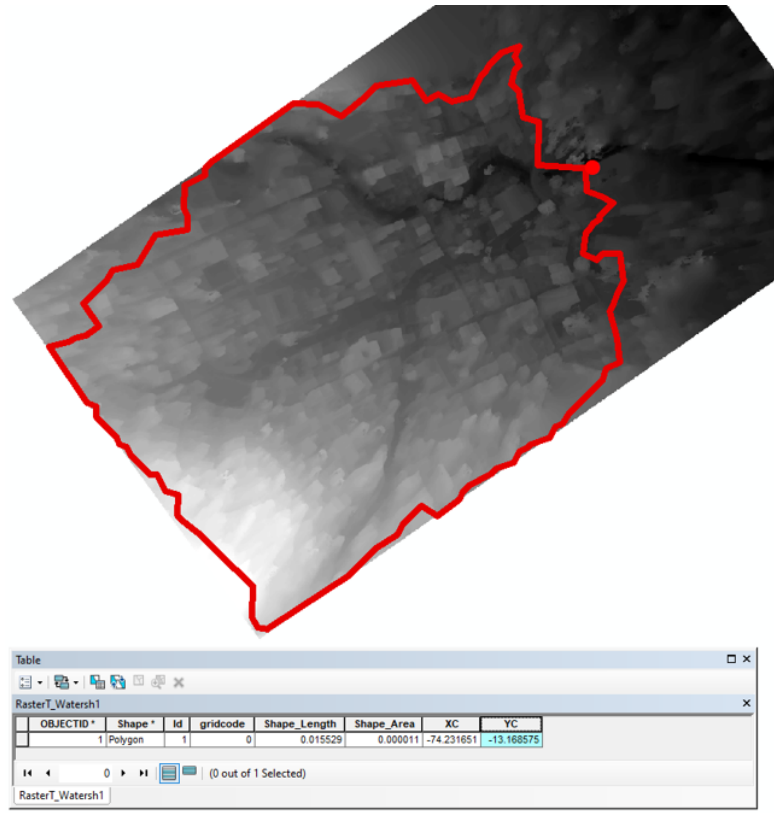 Table
RasterT_Watersh1
OBJECTID * Shape * Id gridcode Shape_Length Shape_Area XC YC
1 Polygon 1 0 0.015529 0.000011 -74.231651 -13.168575
0 (0 out of 1 Selected)
RasterT_Watersh1